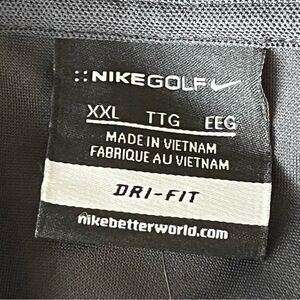 NIKEGOLF
XXL TTG EEG
MADE IN VIETNAM
FABRIQUE AU VIETNAM
DRI-FIT
nikebetterworld.com